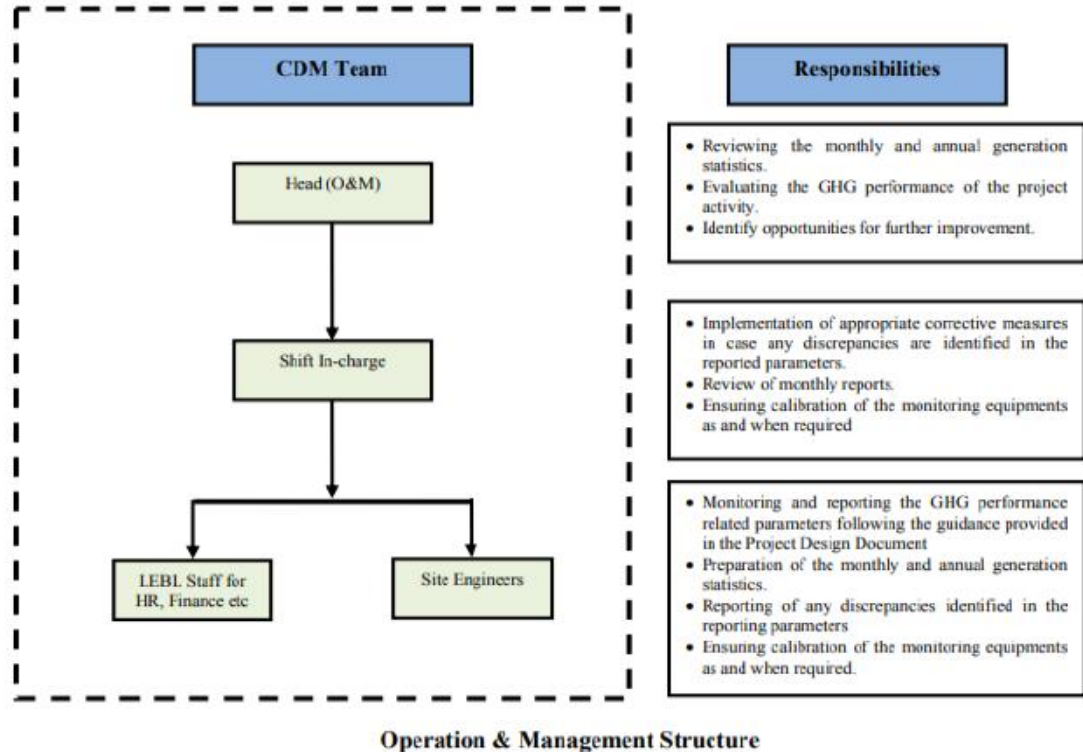 CDM Team
Responsibilities
Head (O&M)
• Reviewing the monthly and annual generation
statistics.
• Evaluating the GHG performance of the project
activity.
• Identify opportunities for further improvement.
Shift In-charge
• Implementation of appropriate corrective measures
in case any discrepancies are identified in the
reported parameters.
• Review of monthly reports.
• Ensuring calibration of the monitoring equipments
as and when required
LEBL Staff for
HR, Finance etc
Site Engineers
• Monitoring and reporting the GHG performance
related parameters following the guidance provided
in the Project Design Document
• Preparation of the monthly and annual generation
statistics.
• Reporting of any discrepancies identified in the
reporting parameters
• Ensuring calibration of the monitoring equipments
as and when required.
Operation & Management Structure